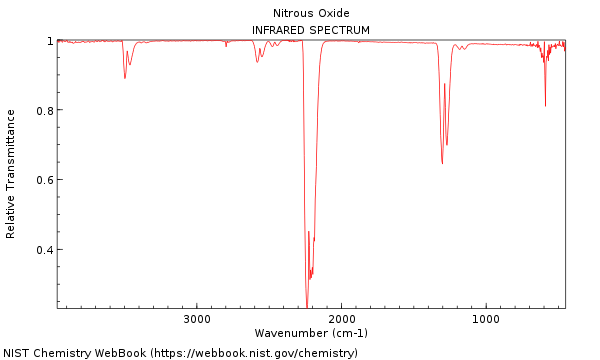 Nitrous Oxide
INFRARED SPECTRUM
1
0.8
0.6
0.4
Relative Transmittance
3000 2000 1000
Wavenumber (cm-1)
NIST Chemistry WebBook (https://webbook.nist.gov/chemistry)